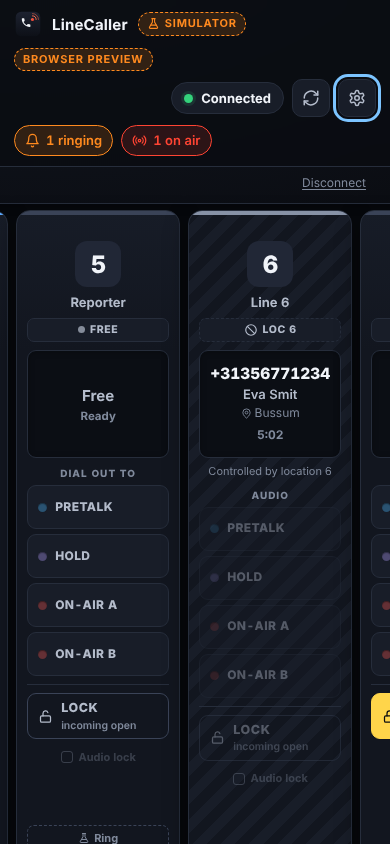 LineCaller
SIMULATOR
BROWSER PREVIEW
Connected
1 ringing
1 on air
Disconnect
5
Reporter
FREE
Free
Ready
DIAL OUT TO
PRETALK
HOLD
ON-AIR A
ON-AIR B
LOCK
incoming open
Audio lock
Ring
6
Line 6
LOC 6
+31356771234
Eva Smit
Bussum
5:02
Controlled by location 6
AUDIO
PRETALK
HOLD
ON-AIR A
ON-AIR B
LOCK
incoming open
Audio lock